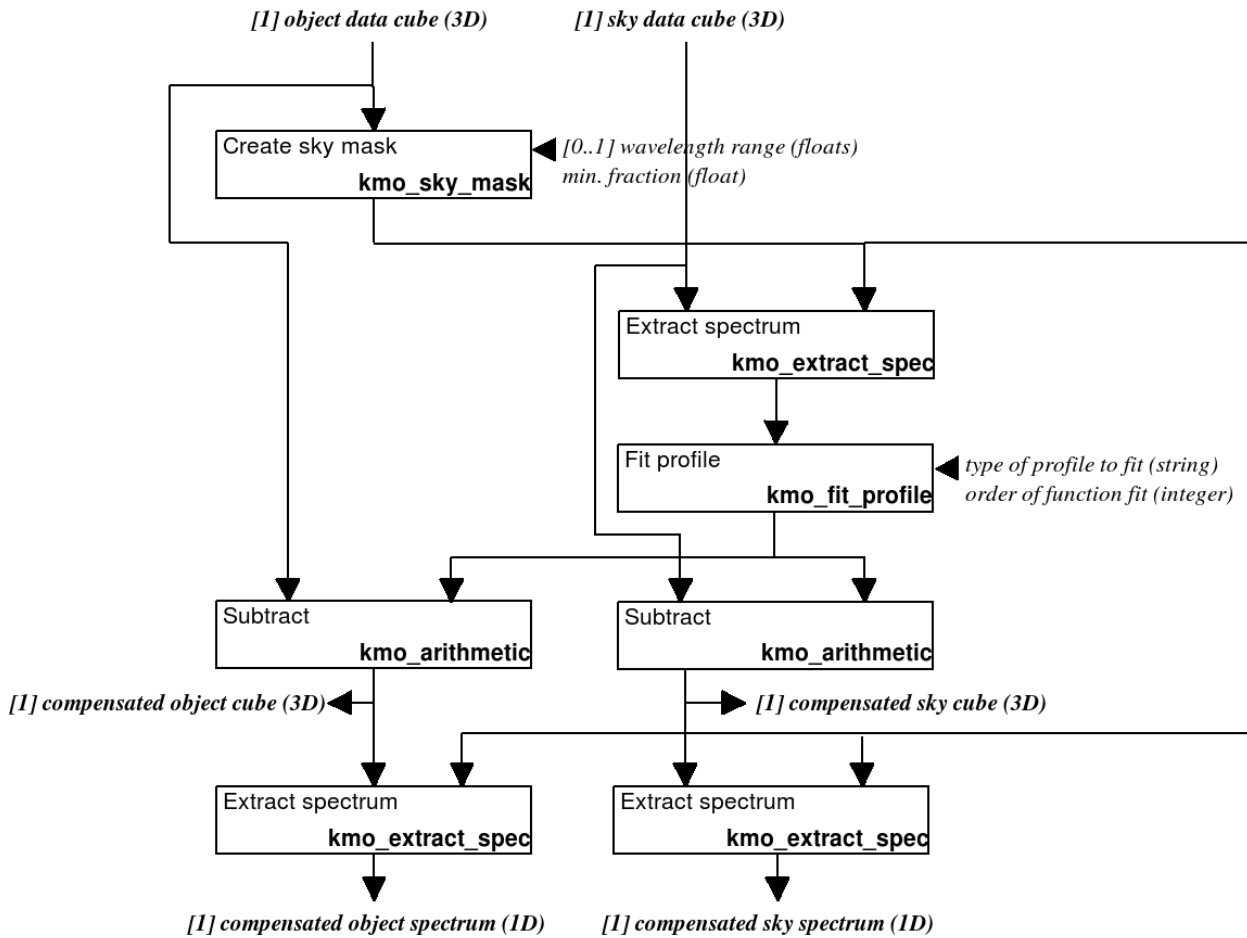 [1] object data cube (3D)
[1] sky data cube (3D)
Create sky mask
kmo_sky_mask
[0..1] wavelength range (floats)
min. fraction (float)
Extract spectrum
kmo_extract_spec
Fit profile
kmo_fit_profile
type of profile to fit (string)
order of function fit (integer)
Subtract
kmo_arithmetic
Subtract
kmo_arithmetic
[1] compensated object cube (3D)
[1] compensated sky cube (3D)
Extract spectrum
kmo_extract_spec
Extract spectrum
kmo_extract_spec
[1] compensated object spectrum (1D)
[1] compensated sky spectrum (1D)